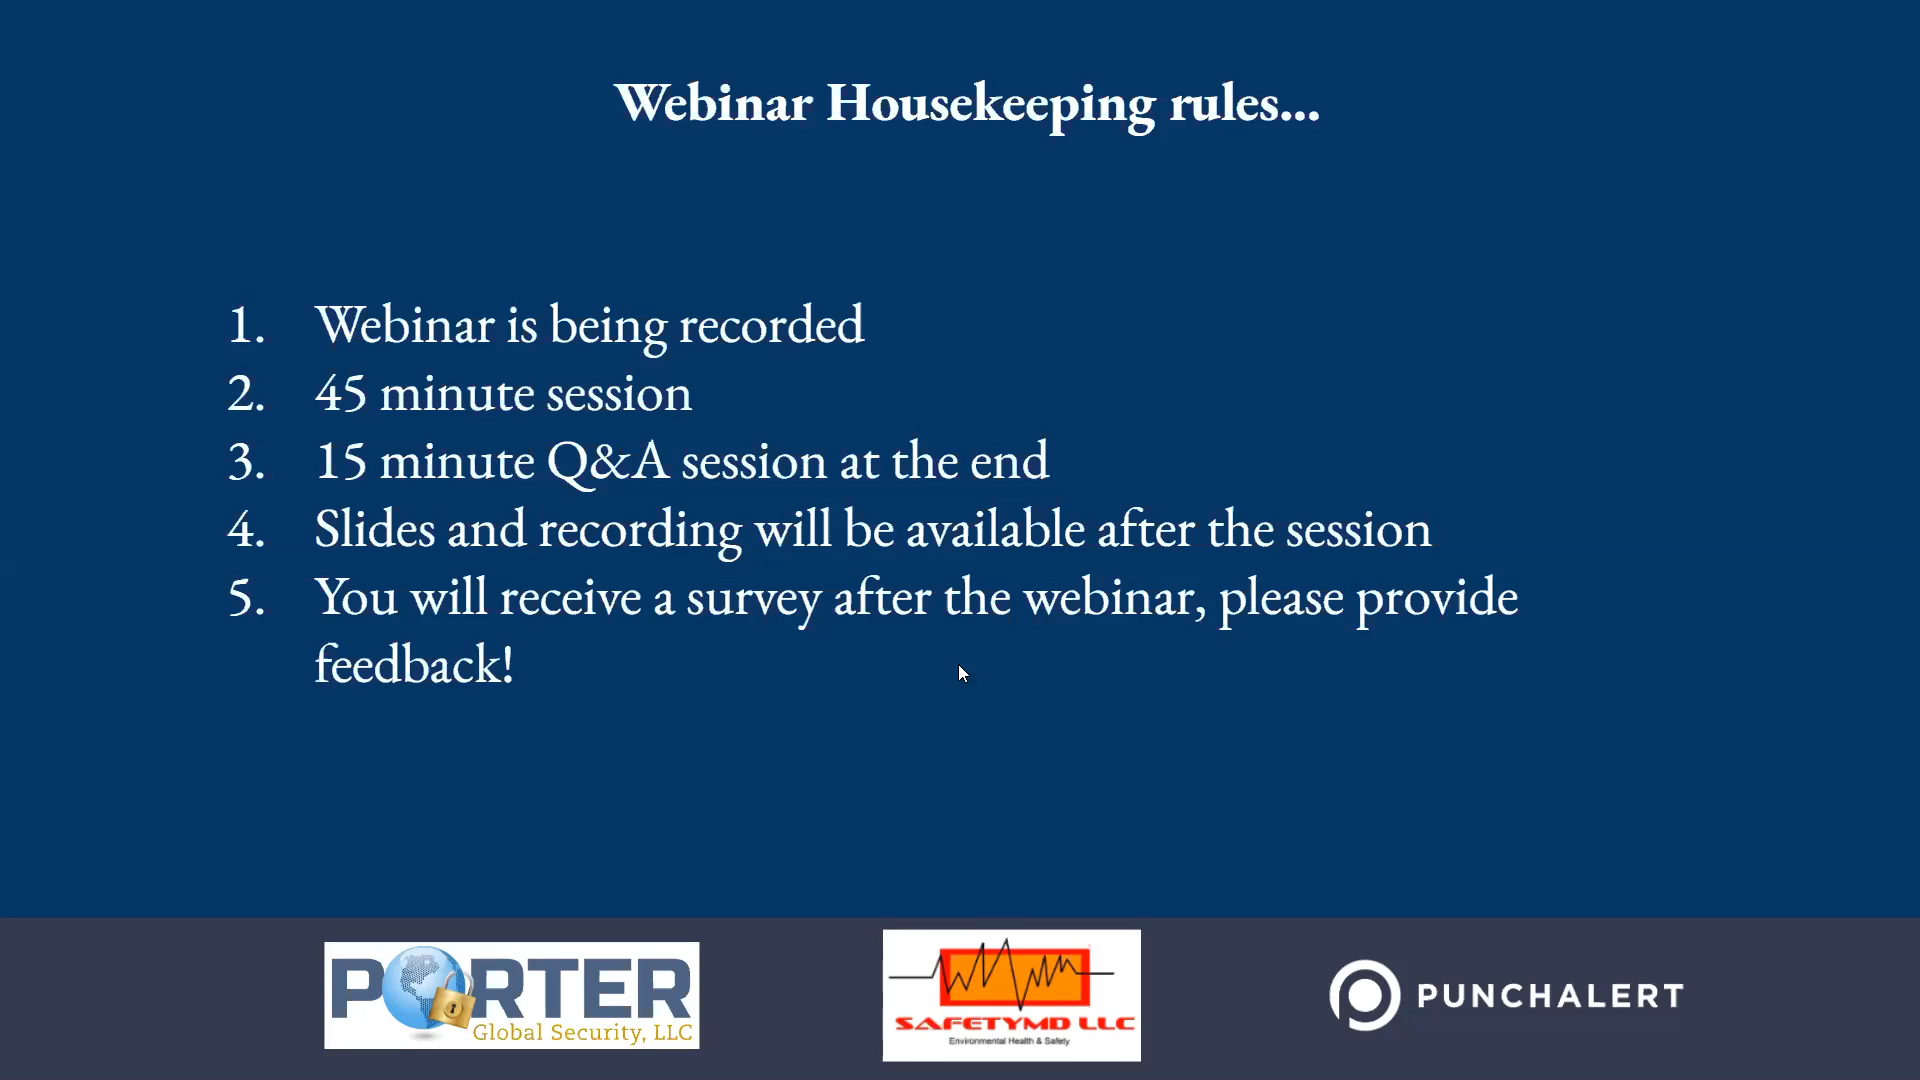 Webinar Housekeeping rules...
1. Webinar is being recorded
2. 45 minute session
3. 15 minute Q&A session at the end
4. Slides and recording will be available after the session
5. You will receive a survey after the webinar, please provide
feedback!
PORTER
Global Security, LLC
SAFETYMD LLC
Environmental Health & Safety
PUNCHALERT